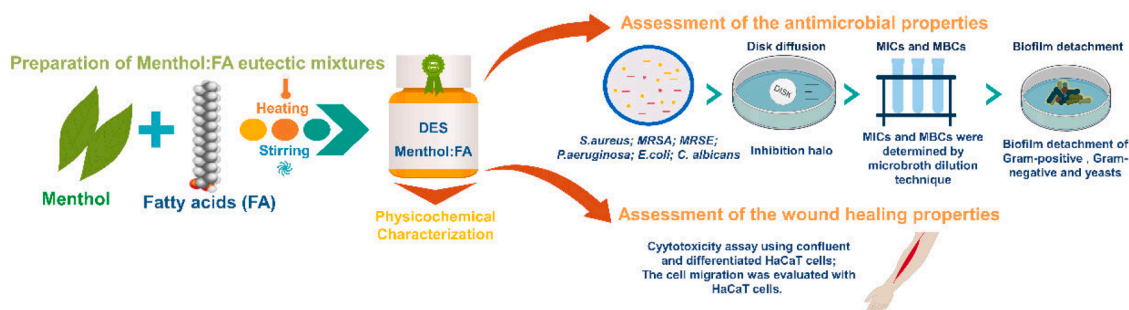 Preparation of Menthol:FA eutectic mixtures
Heating
Stirring
Menthol
Fatty acids (FA)
DES
Menthol:FA
Physicochemical
Characterization
Assessment of the antimicrobial properties
S.aureus; MRSA; MRSE;
P.aeruginosa; E.coli; C. albicans
Disk diffusion
DISK
Inhibition halo
MICs and MBCs
MICs and MBCs were
determined by
microbroth dilution
technique
Biofilm detachment
Biofilm detachment of
Gram-positive , Gram-
negative and yeasts
Assessment of the wound healing properties
Cyytotoxicity assay using confluent
and differentiated HaCaT cells;
The cell migration was evaluated with
HaCaT cells.